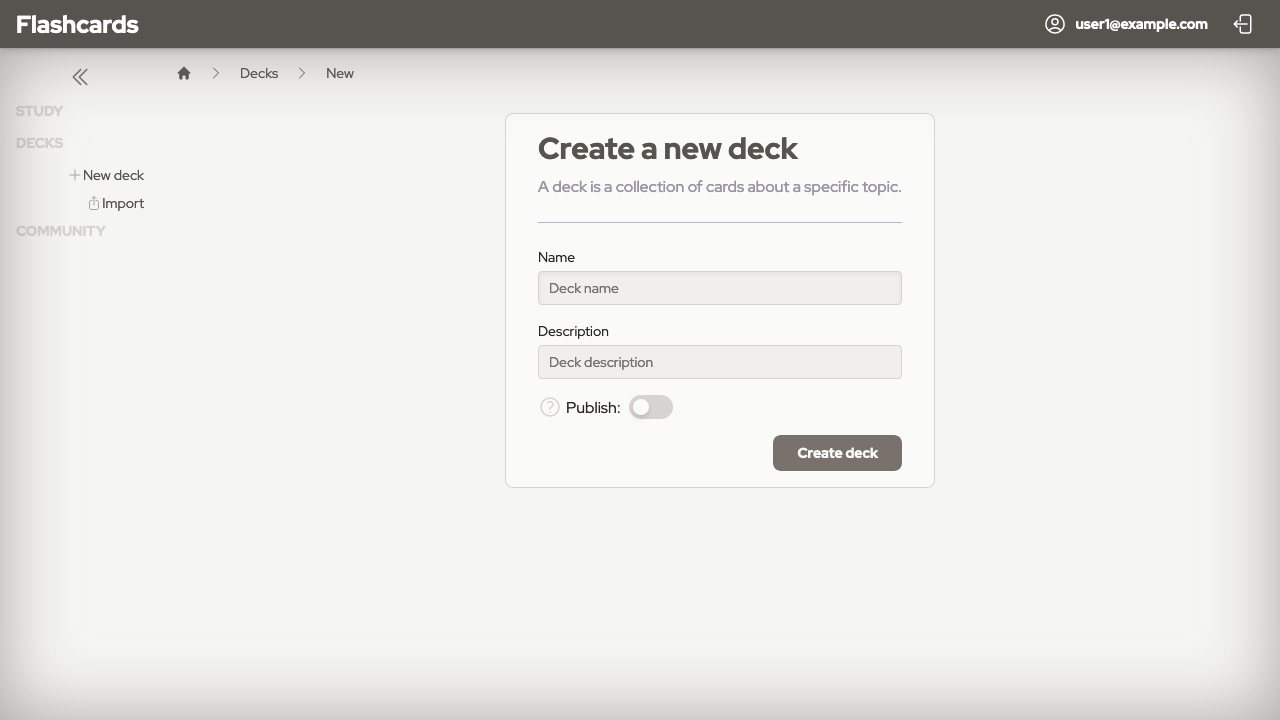 Flashcards
user1@example.com
Decks
New
STUDY
DECKS
New deck
Import
COMMUNITY
Create a new deck
A deck is a collection of cards about a specific topic.
Name
Deck name
Description
Deck description
? Publish:
Create deck